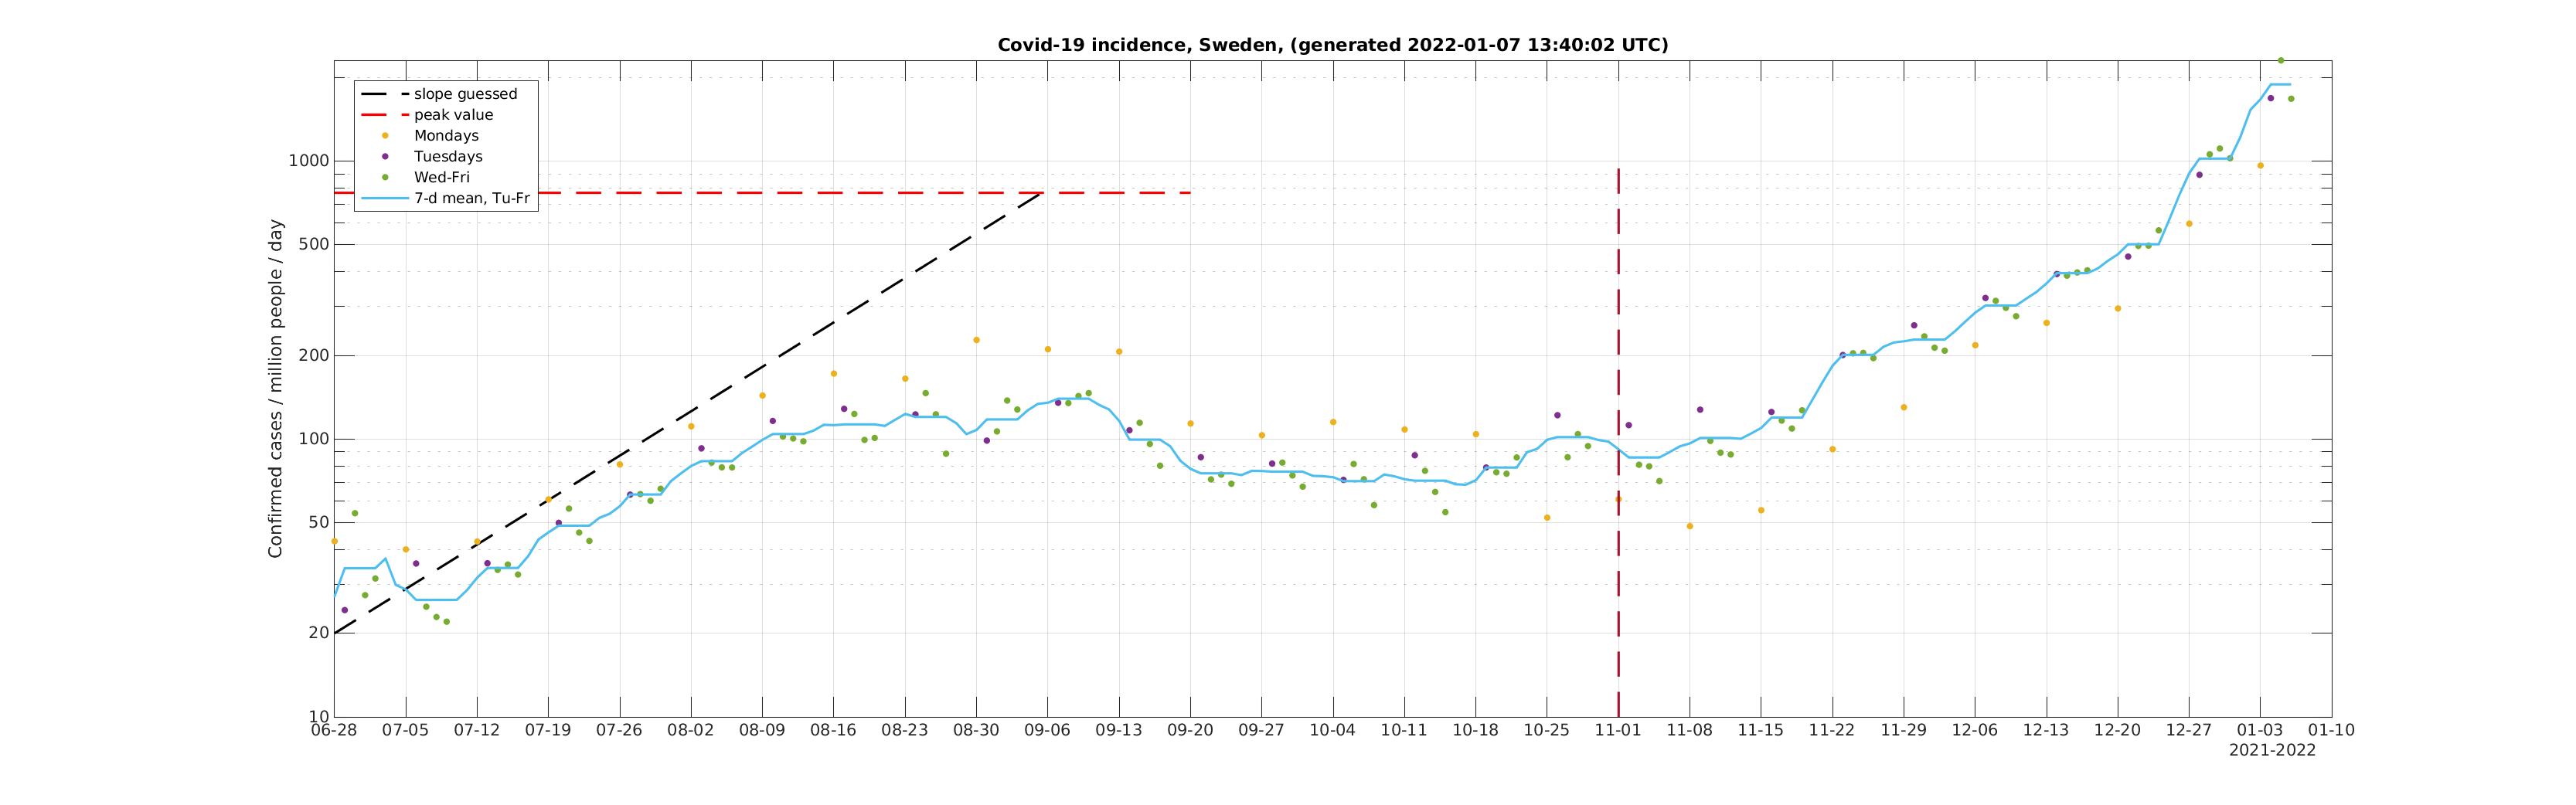 Covid-19 incidence, Sweden, (generated 2022-01-07 13:40:02 UTC)
slope guessed
peak value
Mondays
Tuesdays
Wed-Fri
7-d mean, Tu-Fr
Confirmed cases / million people / day
1000
500
200
100
50
20
10
06-28 07-05 07-12 07-19 07-26 08-02 08-09 08-16 08-23 08-30 09-06 09-13 09-20 09-27 10-04 10-11 10-18 10-25 11-01 11-08 11-15 11-22 11-29 12-06 12-13 12-20 12-27 01-03 01-10
2021-2022